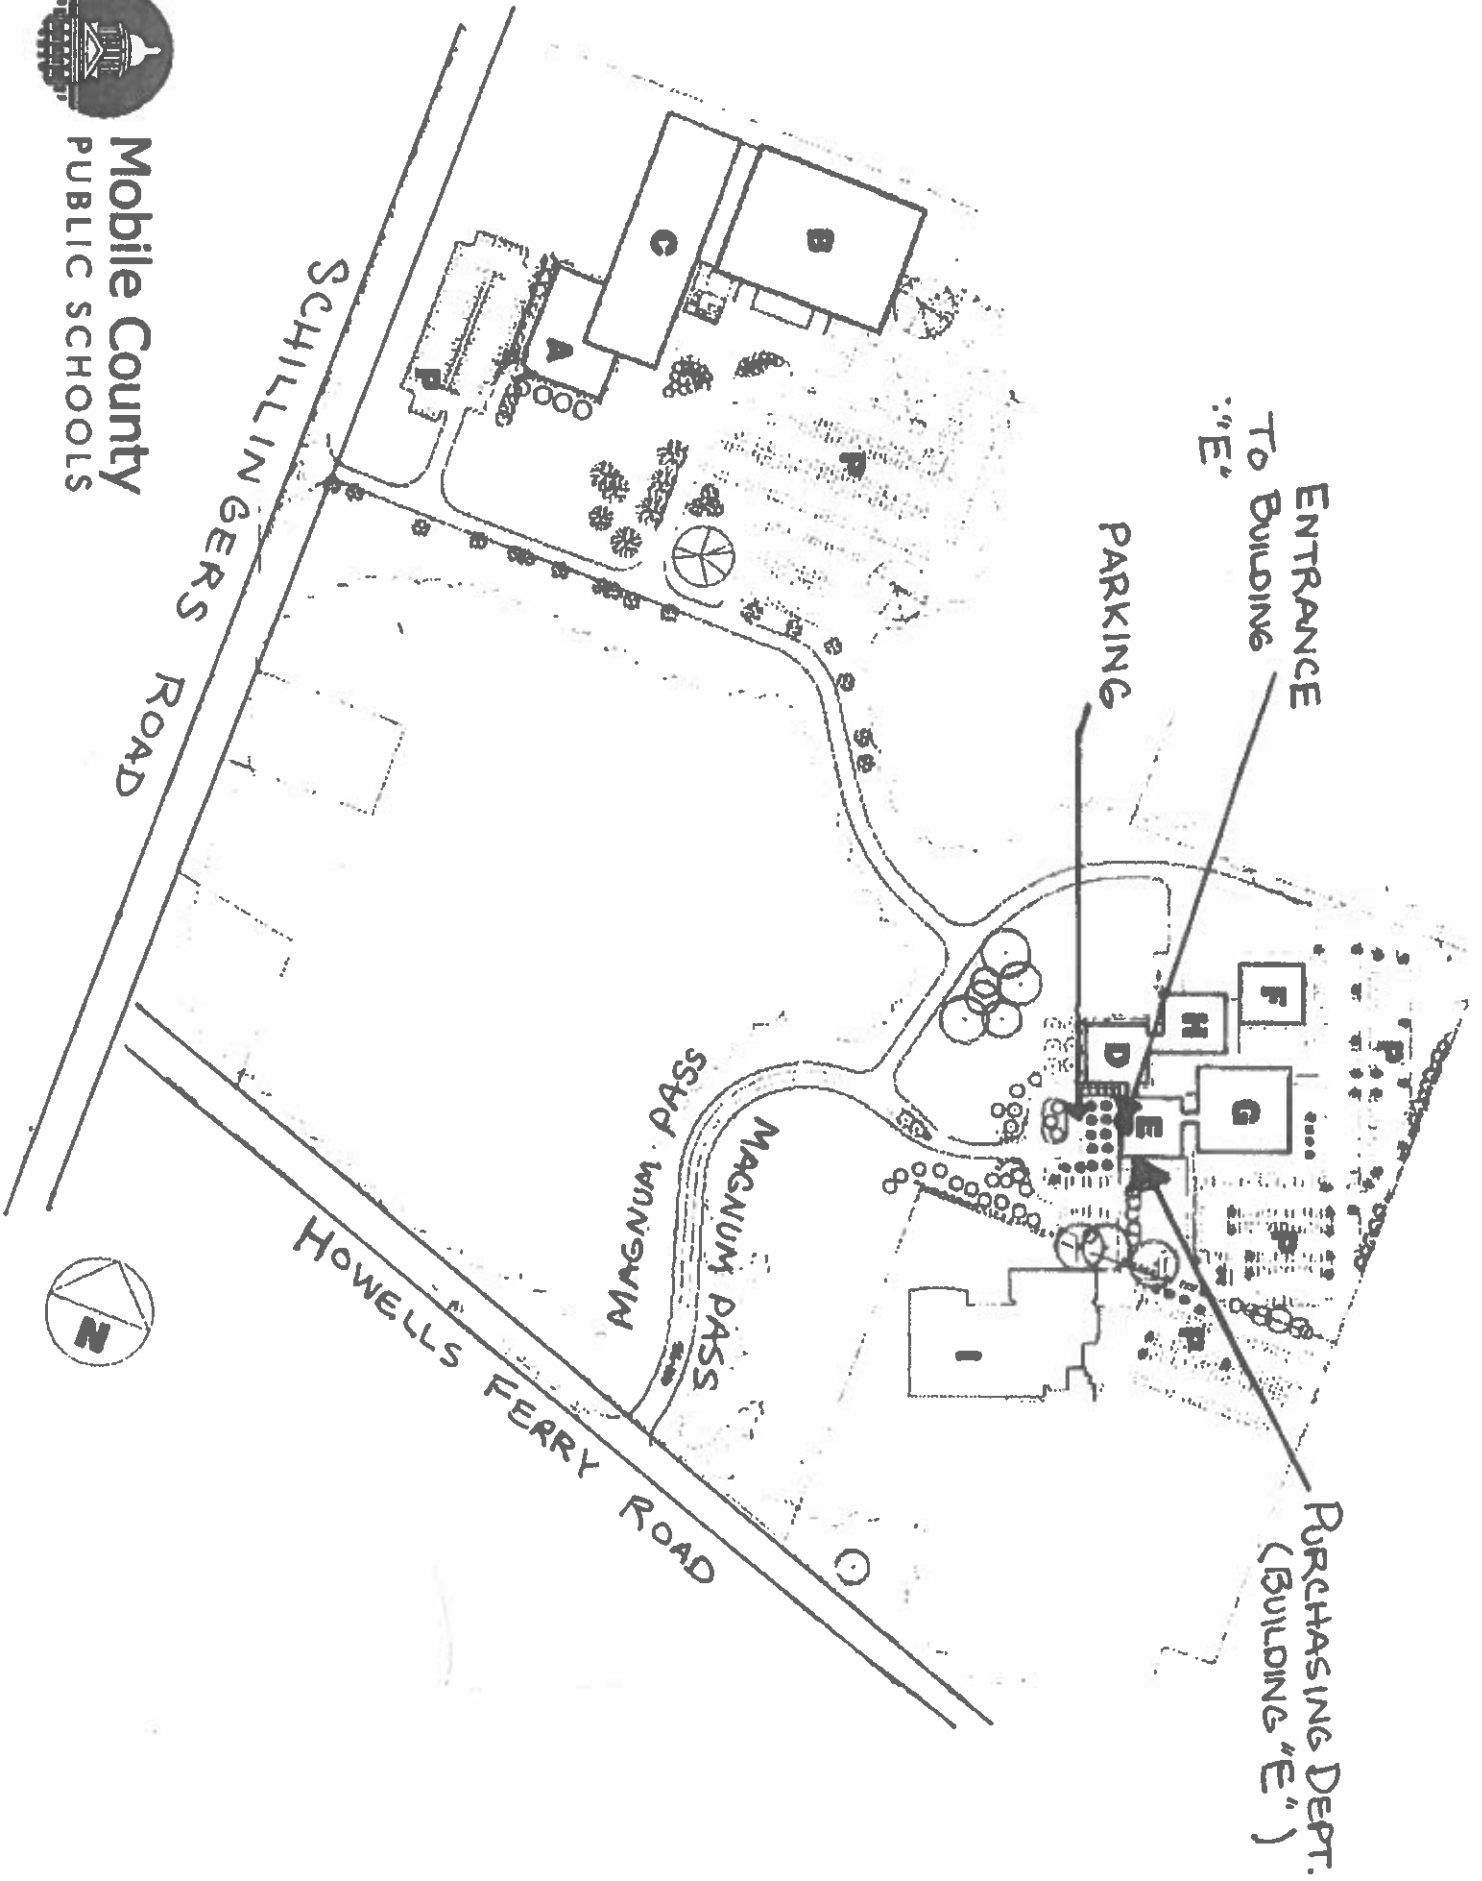 PURCHASING DEPT.
(BUILDING "E")
ENTRANCE
TO BUILDING
"E"
PARKING
F
H
D
G
E
P
P
P
I
B
C
A
P
P
MAGNUM PASS
MAGNUM PASS
SCHILLINGERS ROAD
HOWELLS FERRY ROAD
N
Mobile County
PUBLIC SCHOOLS